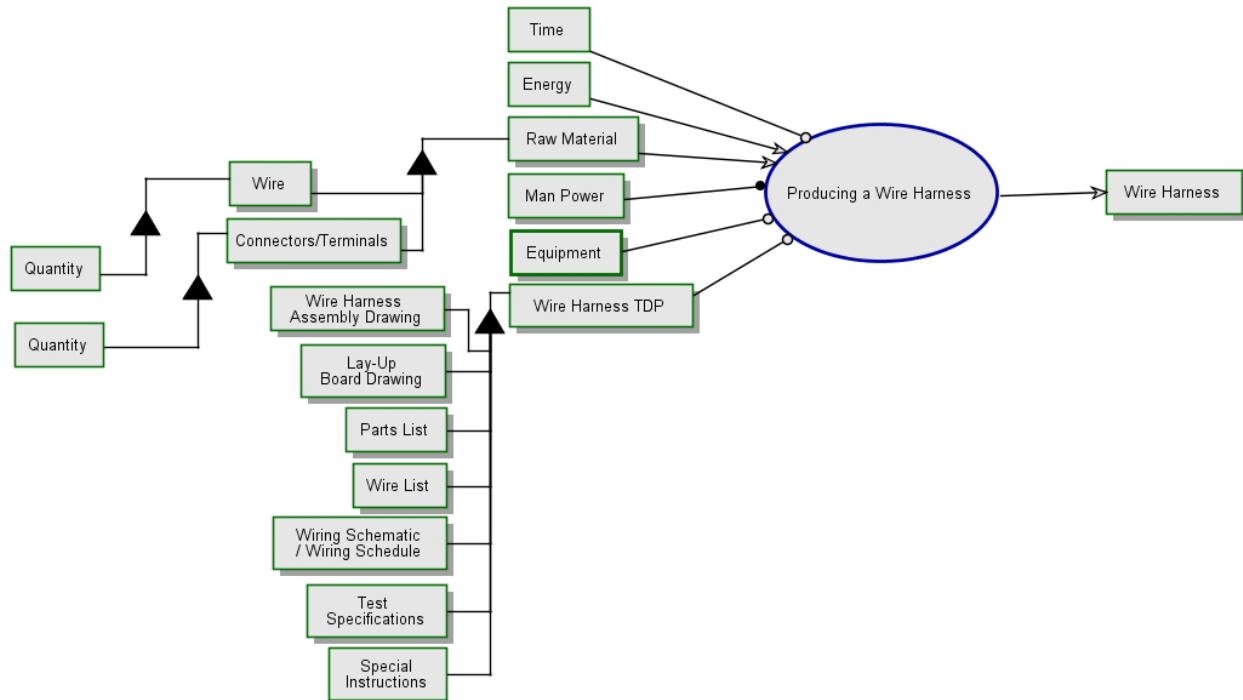 Time
Energy
Raw Material
Man Power
Equipment
Wire Harness TDP
Producing a Wire Harness
Wire Harness
Wire
Connectors/Terminals
Quantity
Quantity
Wire Harness
Assembly Drawing
Lay-Up
Board Drawing
Parts List
Wire List
Wiring Schematic
/ Wiring Schedule
Test
Specifications
Special
Instructions